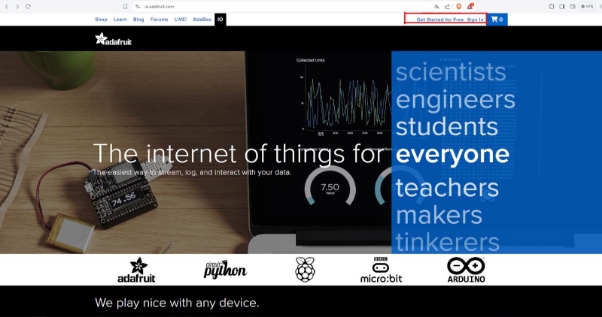 io.adafruit.com
VPN
Shop Learn Blog Forums LIVE! AdaBox IO
Get Started for Free Sign In 0
adafruit
Collected Units
scientists
engineers
students
The internet of things for everyone
The easiest way to stream, log, and interact with your data.
74.56
7.50
Value
teachers
makers
tinkerers
adafruit
python
BBC
micro:bit
ARDUINO
We play nice with any device.